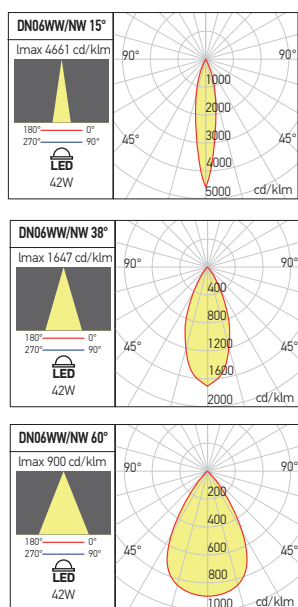 DN06WW/NW 15°
Imax 4661 cd/klm
180° 0°
270° 90°
LED
42W
90° 90°
1000
2000
45° 45°
3000
4000
5000 cd/klm
DN06WW/NW 38°
Imax 1647 cd/klm
180° 0°
270° 90°
LED
42W
90° 90°
400
800
45° 45°
1200
1600
2000 cd/klm
DN06WW/NW 60°
Imax 900 cd/klm
180° 0°
270° 90°
LED
42W
90° 90°
200
400
45° 45°
600
800
1000 cd/klm